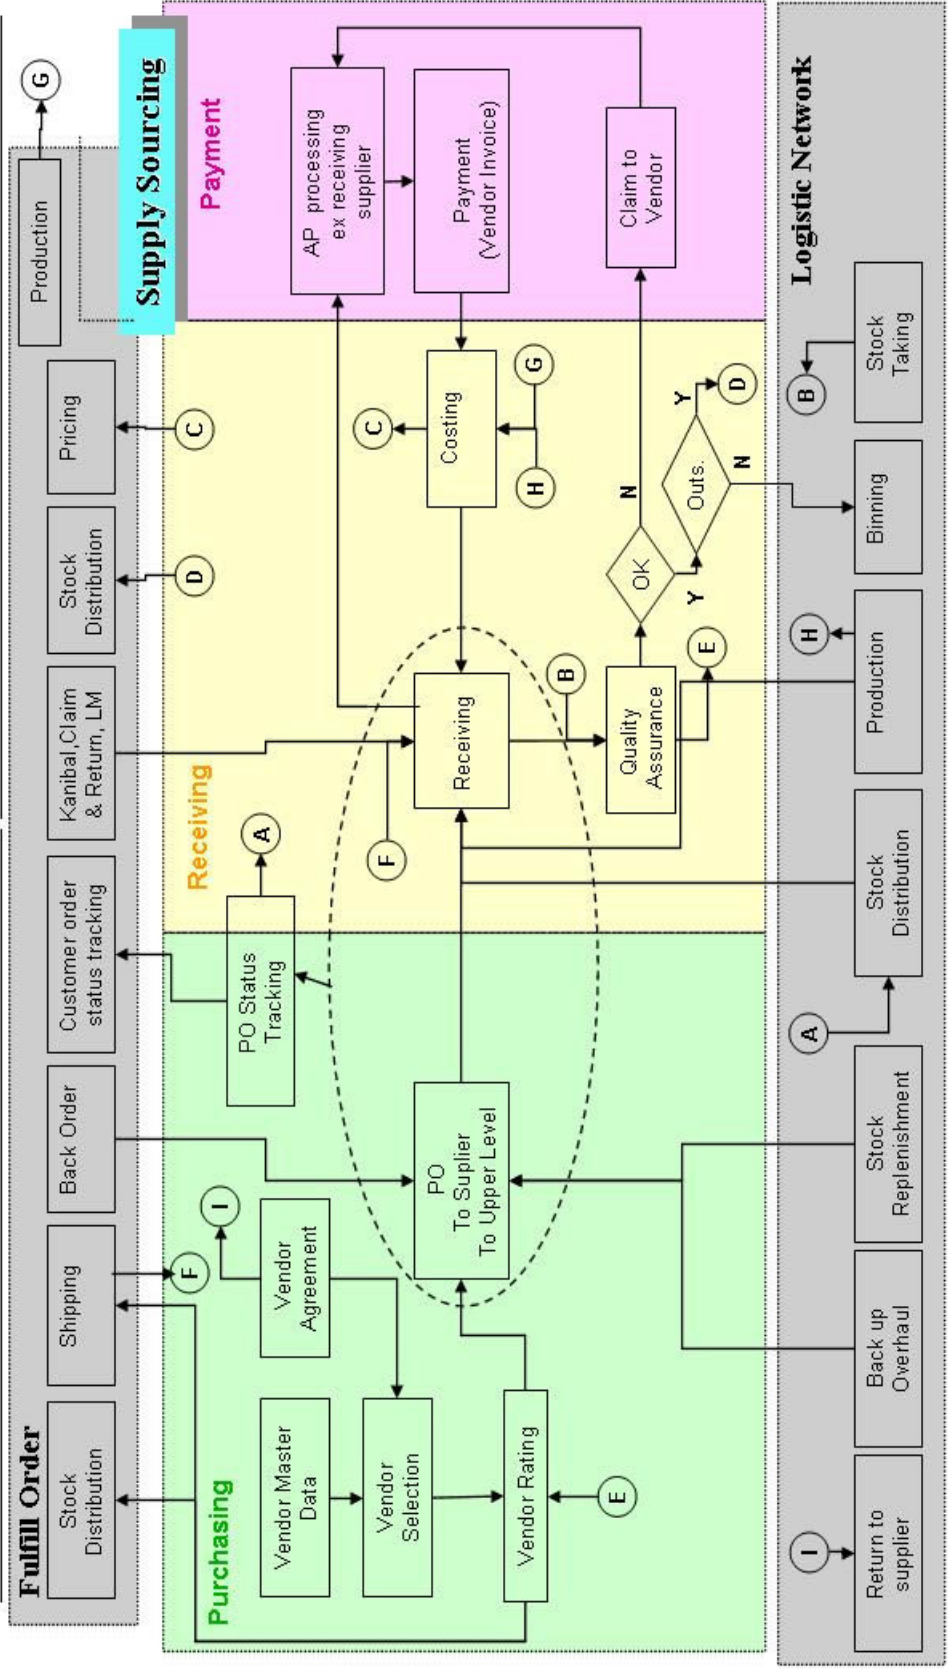 Fulfill Order
Stock
Distribution
Shipping
Back Order
Customer order
status tracking
Kanibal,Claim
& Return, LM
Stock
Distribution
Pricing
Production
G
F
D
C
Supply Sourcing
Purchasing
Receiving
Payment
I
Vendor Master
Data
Vendor
Agreement
PO Status
Tracking
A
AP processing
ex receiving
supplier
Vendor
Selection
F
C
PO
To Suplier
To Upper Level
Receiving
Costing
Payment
(Vendor Invoice)
Vendor Rating
H
G
B
E
Quality
Assurance
OK
N
Claim to
Vendor
Y
Outs.
Y
N
E
D
Logistic Network
I
A
H
B
Return to
supplier
Back up
Overhaul
Stock
Replenishment
Stock
Distribution
Production
Binning
Stock
Taking